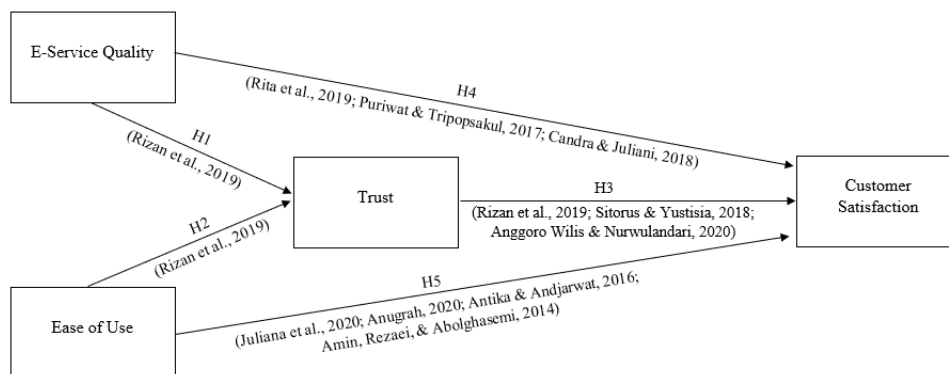 E-Service Quality
H4
(Rita et al., 2019; Puriwat & Tripopsakul, 2017; Candra & Juliani, 2018)
H1
(Rizan et al., 2019)
Trust
H3
(Rizan et al., 2019; Sitorus & Yustisia, 2018;
Anggoro Wilis & Nurwulandari, 2020)
Customer
Satisfaction
H2
(Rizan et al., 2019)
Ease of Use
H5
(Juliana et al., 2020; Anugrah, 2020; Antika & Andjarwat, 2016;
Amin, Rezaei, & Abolghasemi, 2014)